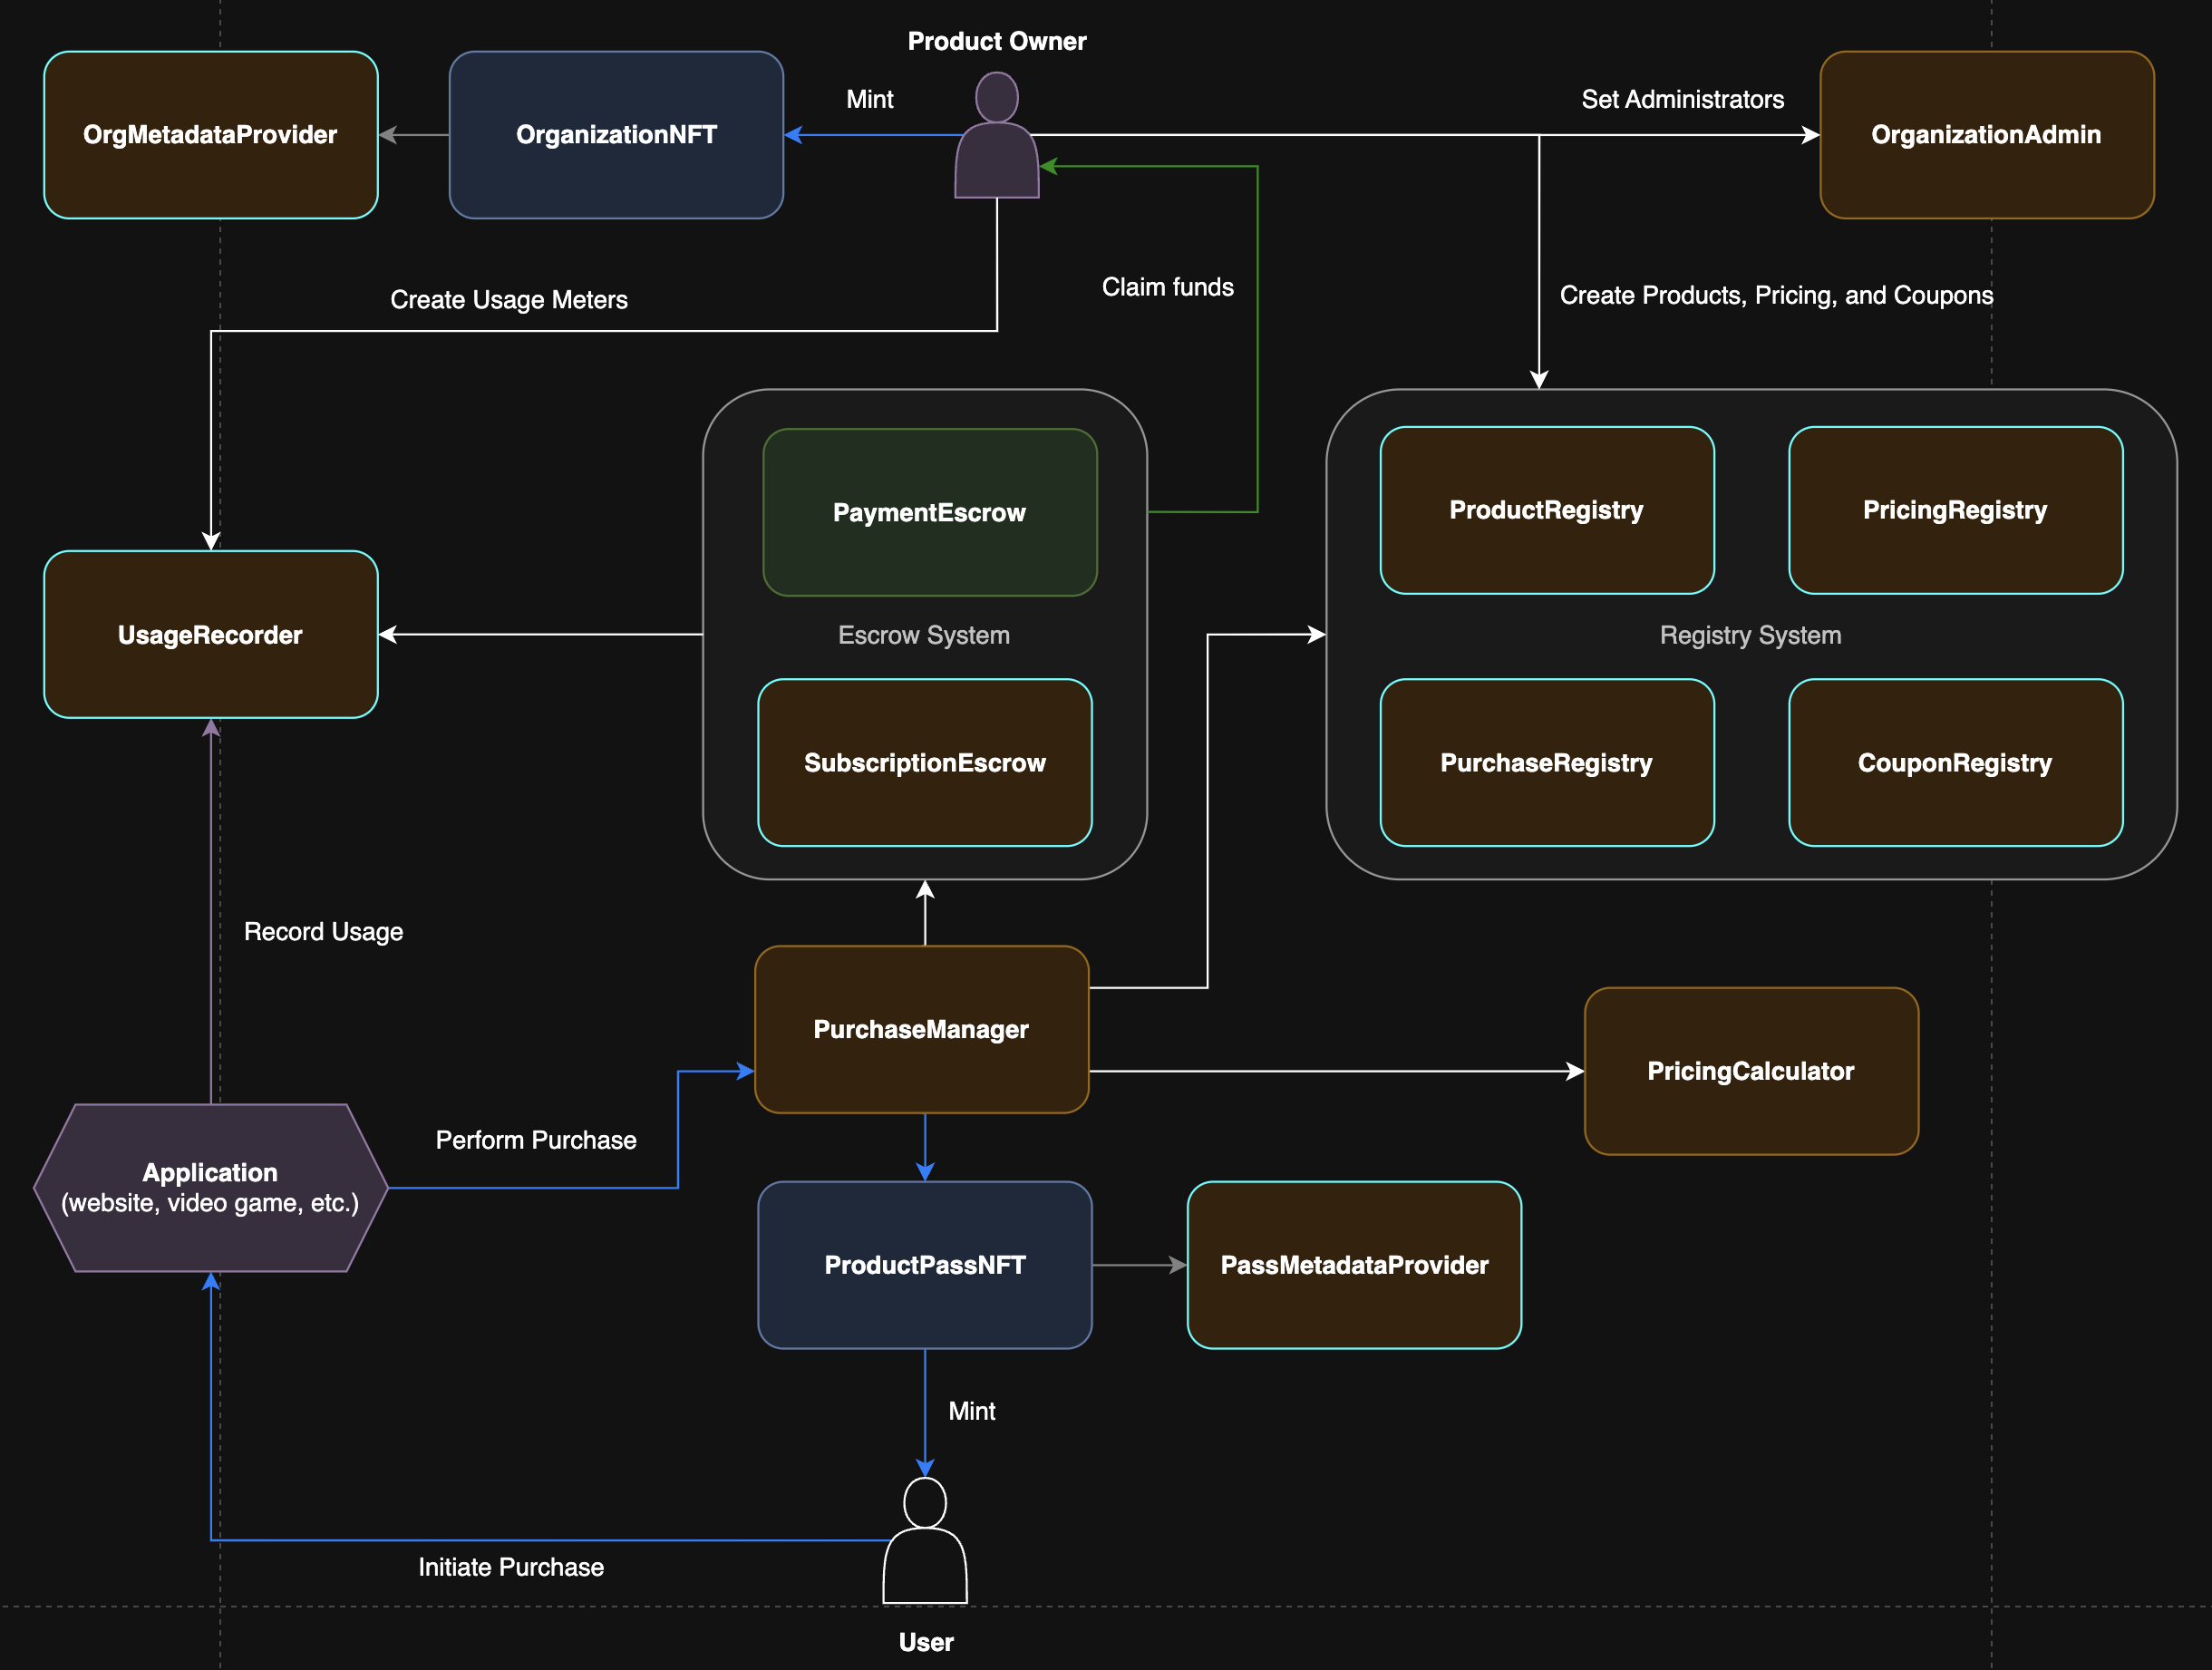 Product Owner
OrgMetadataProvider
OrganizationNFT
Mint
Set Administrators
OrganizationAdmin
Create Usage Meters
Claim funds
Create Products, Pricing, and Coupons
PaymentEscrow
ProductRegistry
PricingRegistry
UsageRecorder
Escrow System
Registry System
SubscriptionEscrow
PurchaseRegistry
CouponRegistry
Record Usage
PurchaseManager
PricingCalculator
Perform Purchase
Application
(website, video game, etc.)
ProductPassNFT
PassMetadataProvider
Mint
Initiate Purchase
User